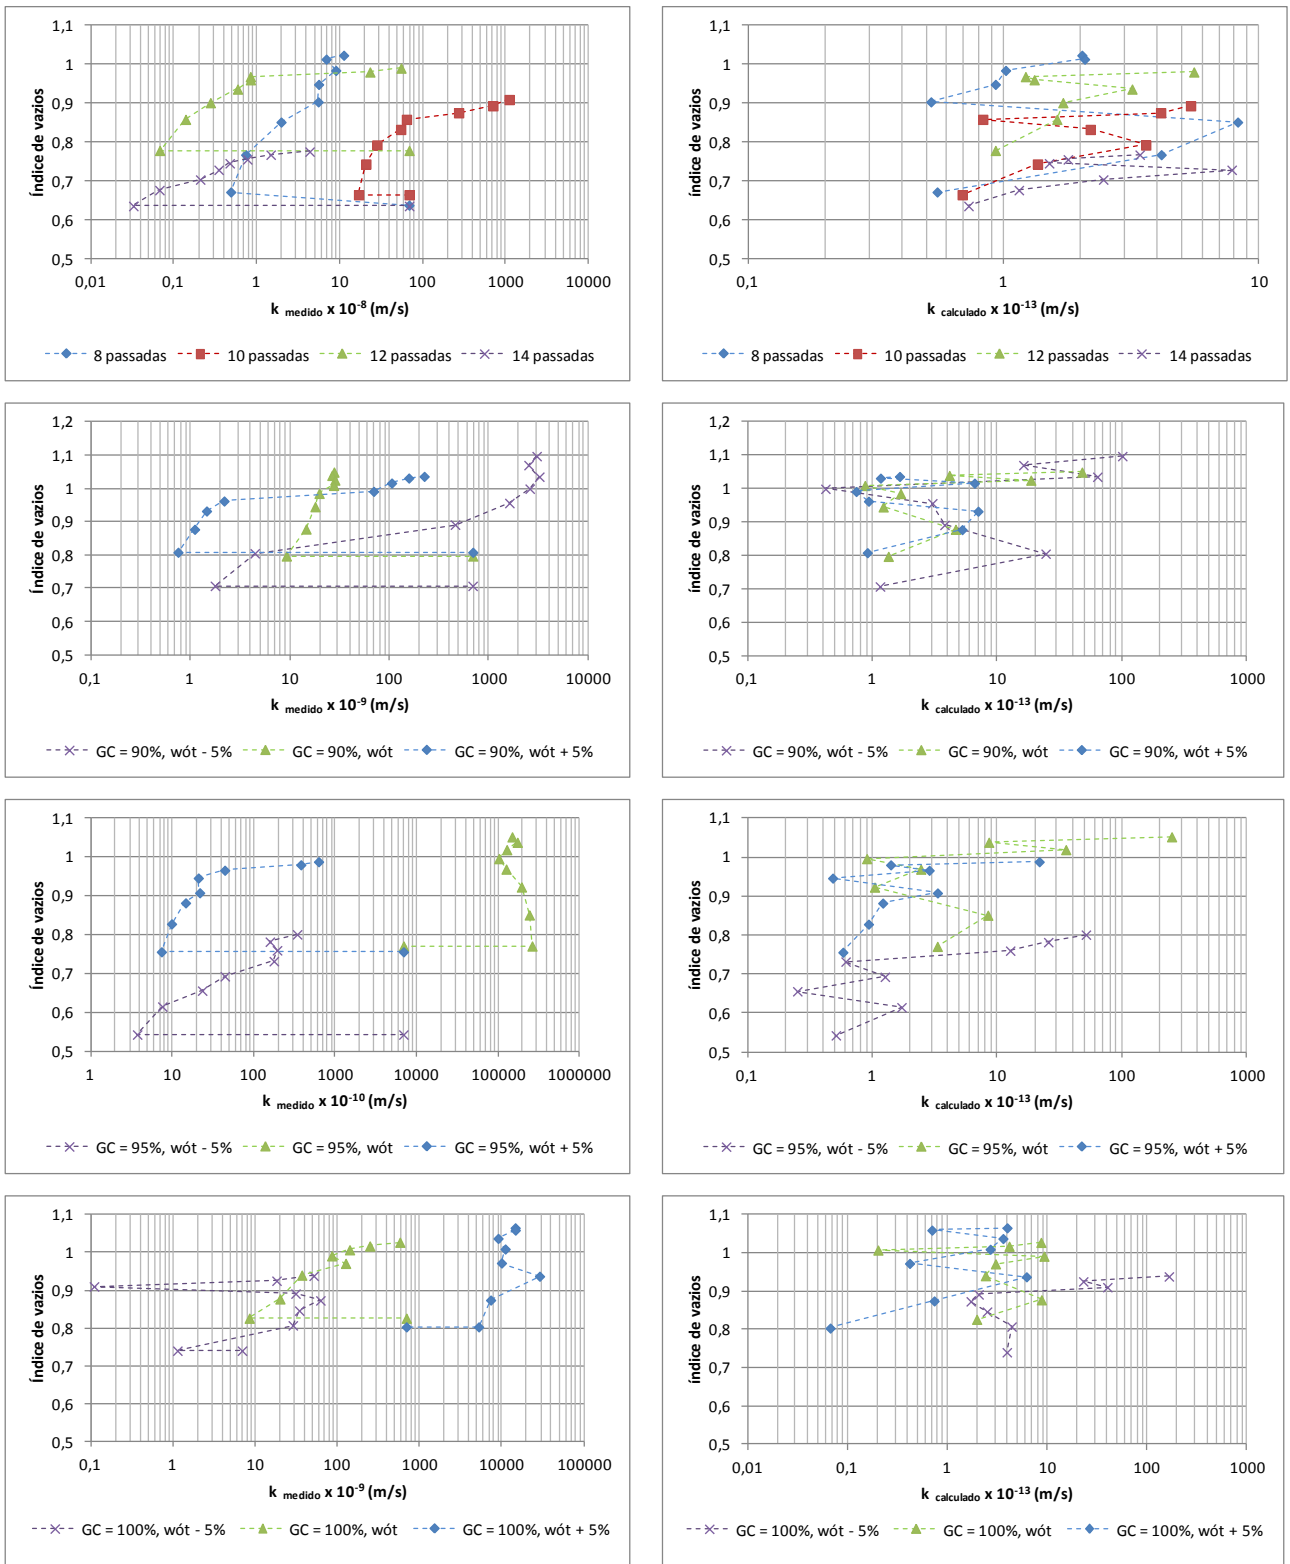 1,1
1
0,9
0,8
0,7
0,6
0,5
Índice de vazios
0,01 0,1 1 10 100 1000 10000
k medido x 10-8 (m/s)
8 passadas 10 passadas 12 passadas 14 passadas
1,1
1
0,9
0,8
0,7
0,6
0,5
Índice de vazios
0,1 1 10
k calculado x 10-13 (m/s)
8 passadas 10 passadas 12 passadas 14 passadas
1,2
1,1
1
0,9
0,8
0,7
0,6
0,5
Índice de vazios
0,1 1 10 100 1000 10000
k medido x 10-9 (m/s)
GC = 90%, wót - 5% GC = 90%, wót GC = 90%, wót + 5%
1,2
1,1
1
0,9
0,8
0,7
0,6
0,5
índice de vazios
0,1 1 10 100 1000
k calculado x 10-13 (m/s)
GC = 90%, wót - 5% GC = 90%, wót GC = 90%, wót + 5%
1,1
1
0,9
0,8
0,7
0,6
0,5
índice de vazios
1 10 100 1000 10000 100000 1000000
k medido x 10-10 (m/s)
GC = 95%, wót - 5% GC = 95%, wót GC = 95%, wót + 5%
1,1
1
0,9
0,8
0,7
0,6
0,5
índice de vazios
0,1 1 10 100 1000
k calculado x 10-13 (m/s)
GC = 95%, wót - 5% GC = 95%, wót GC = 95%, wót + 5%
1,1
1
0,9
0,8
0,7
0,6
0,5
índice de vazios
0,1 1 10 100 1000 10000 100000
k medido x 10-9 (m/s)
GC = 100%, wót - 5% GC = 100%, wót GC = 100%, wót + 5%
1,1
1
0,9
0,8
0,7
0,6
0,5
índice de vazios
0,01 0,1 1 10 100 1000
k calculado x 10-13 (m/s)
GC = 100%, wót - 5% GC = 100%, wót GC = 100%, wót + 5%